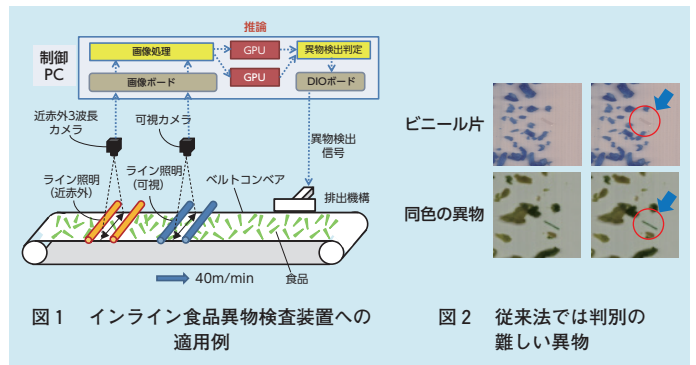 推論
制御
PC
画像処理
GPU
GPU
異物検出判定
画像ボード
DIOボード
近赤外3波長
カメラ
可視カメラ
異物検出
信号
ライン照明
（近赤外）
ライン照明
（可視）
ベルトコンベア
排出機構
食品
40m/min
図1 インライン食品異物検査装置への
適用例
ビニール片
同色の異物
図2 従来法では判別の
難しい異物